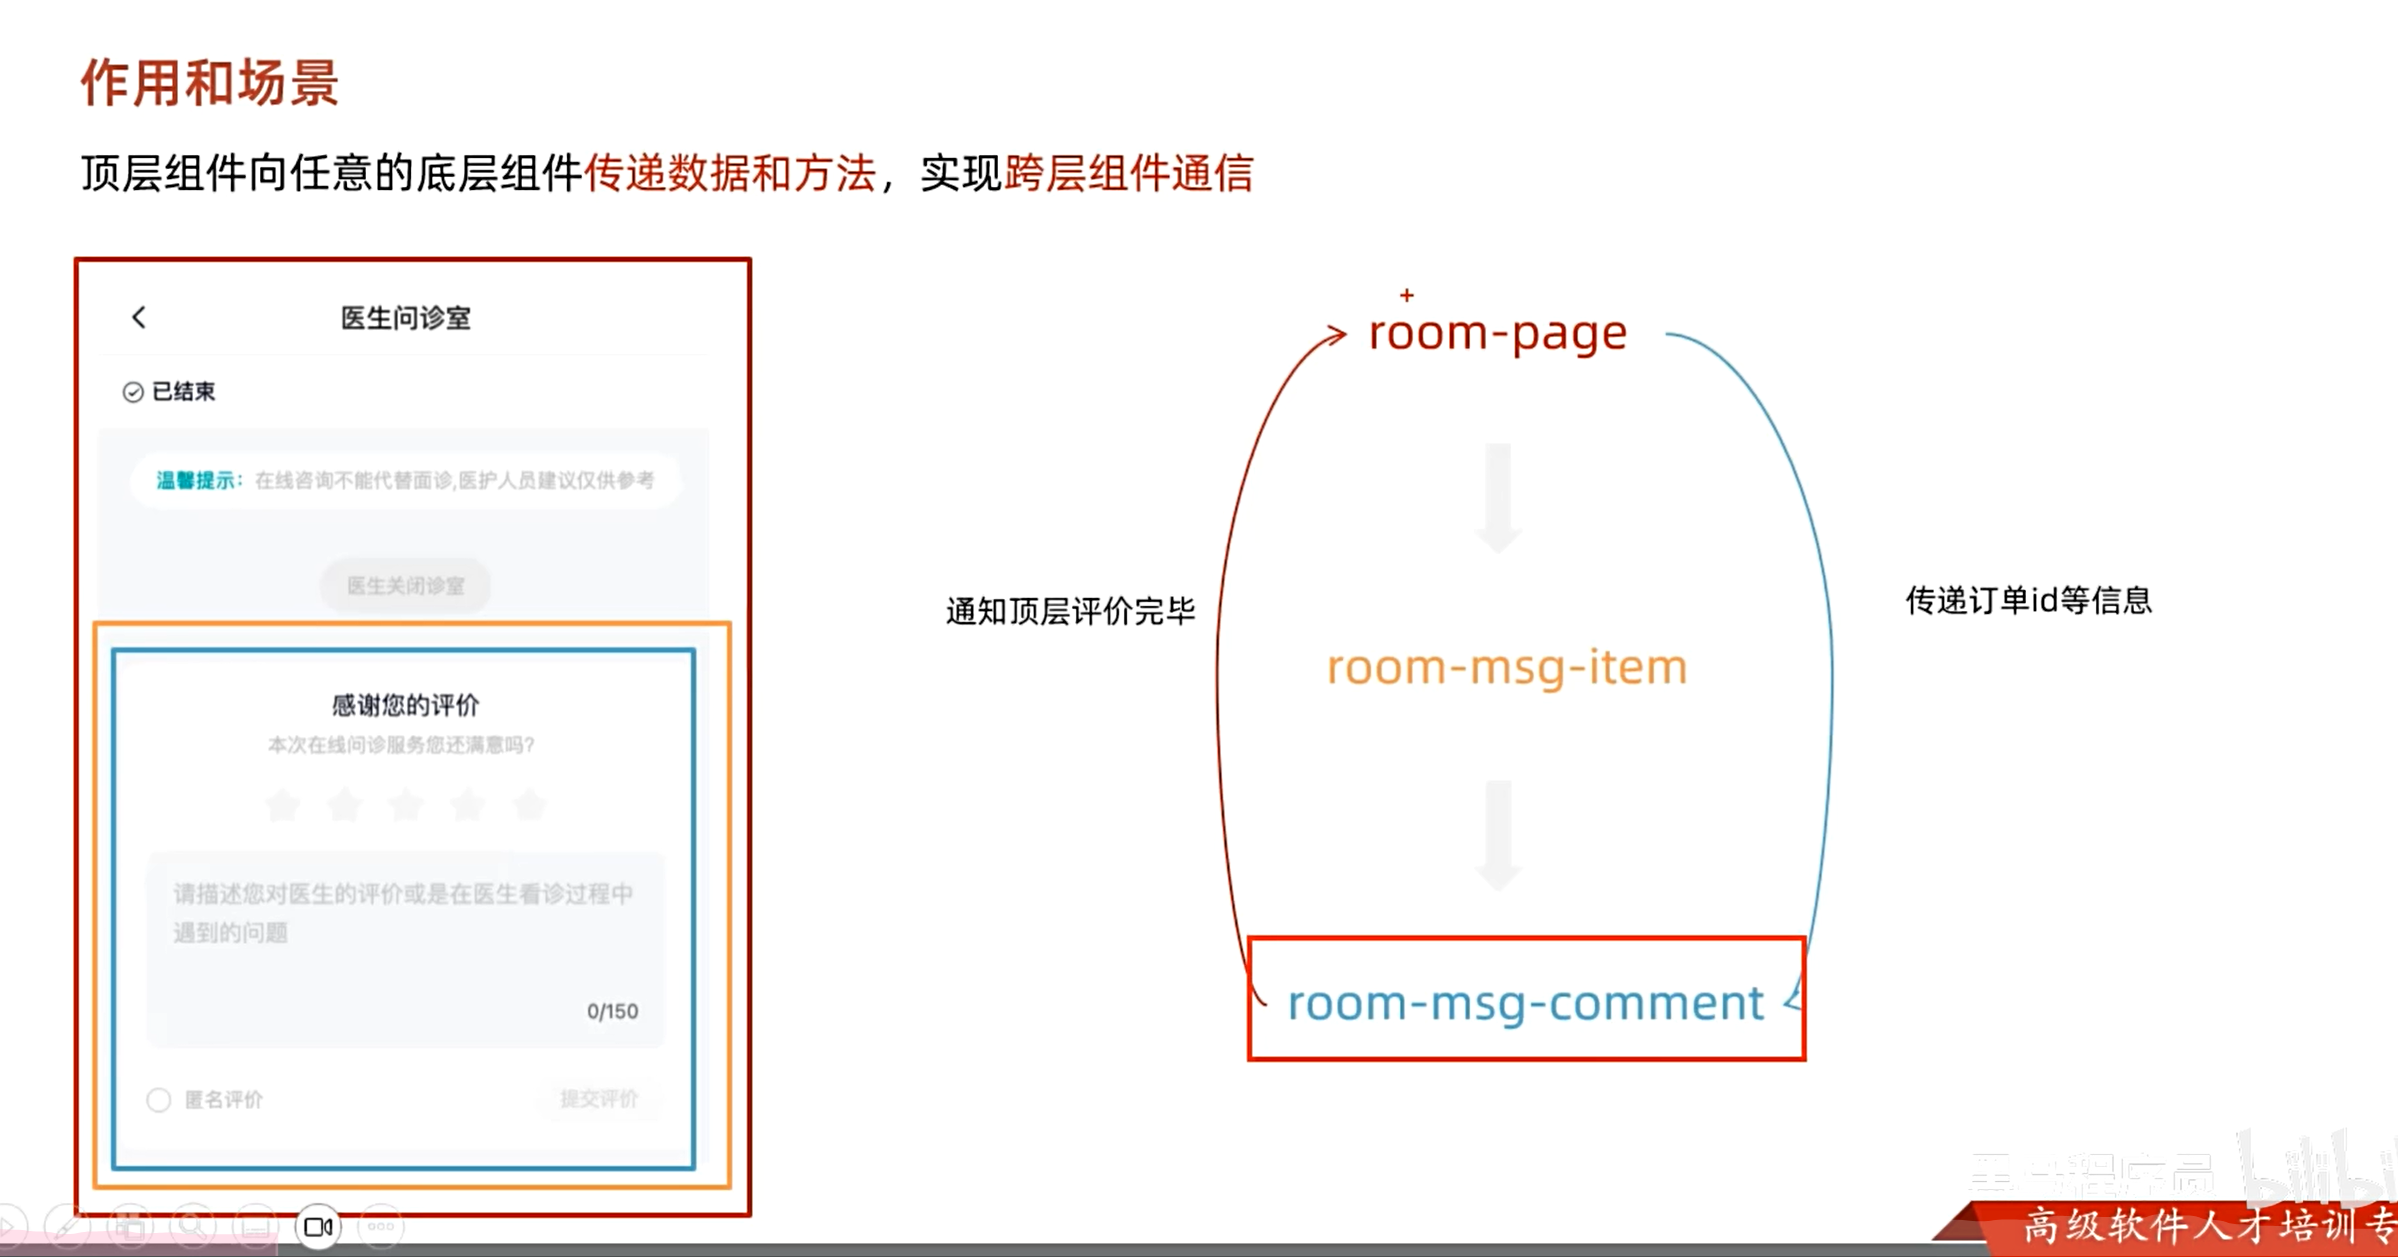 作用和场景
顶层组件向任意的底层组件传递数据和方法，实现跨层组件通信
医生问诊室
已结束
温馨提示：在线咨询不能代替面诊,医护人员建议仅供参考
医生关闭诊室
感谢您的评价
本次在线问诊服务您还满意吗?
请描述您对医生的评价或是在医生看诊过程中
遇到的问题
0/150
匿名评价
提交评价
room-page
通知顶层评价完毕
传递订单id等信息
room-msg-item
room-msg-comment
程序员
高级软件人才培训专